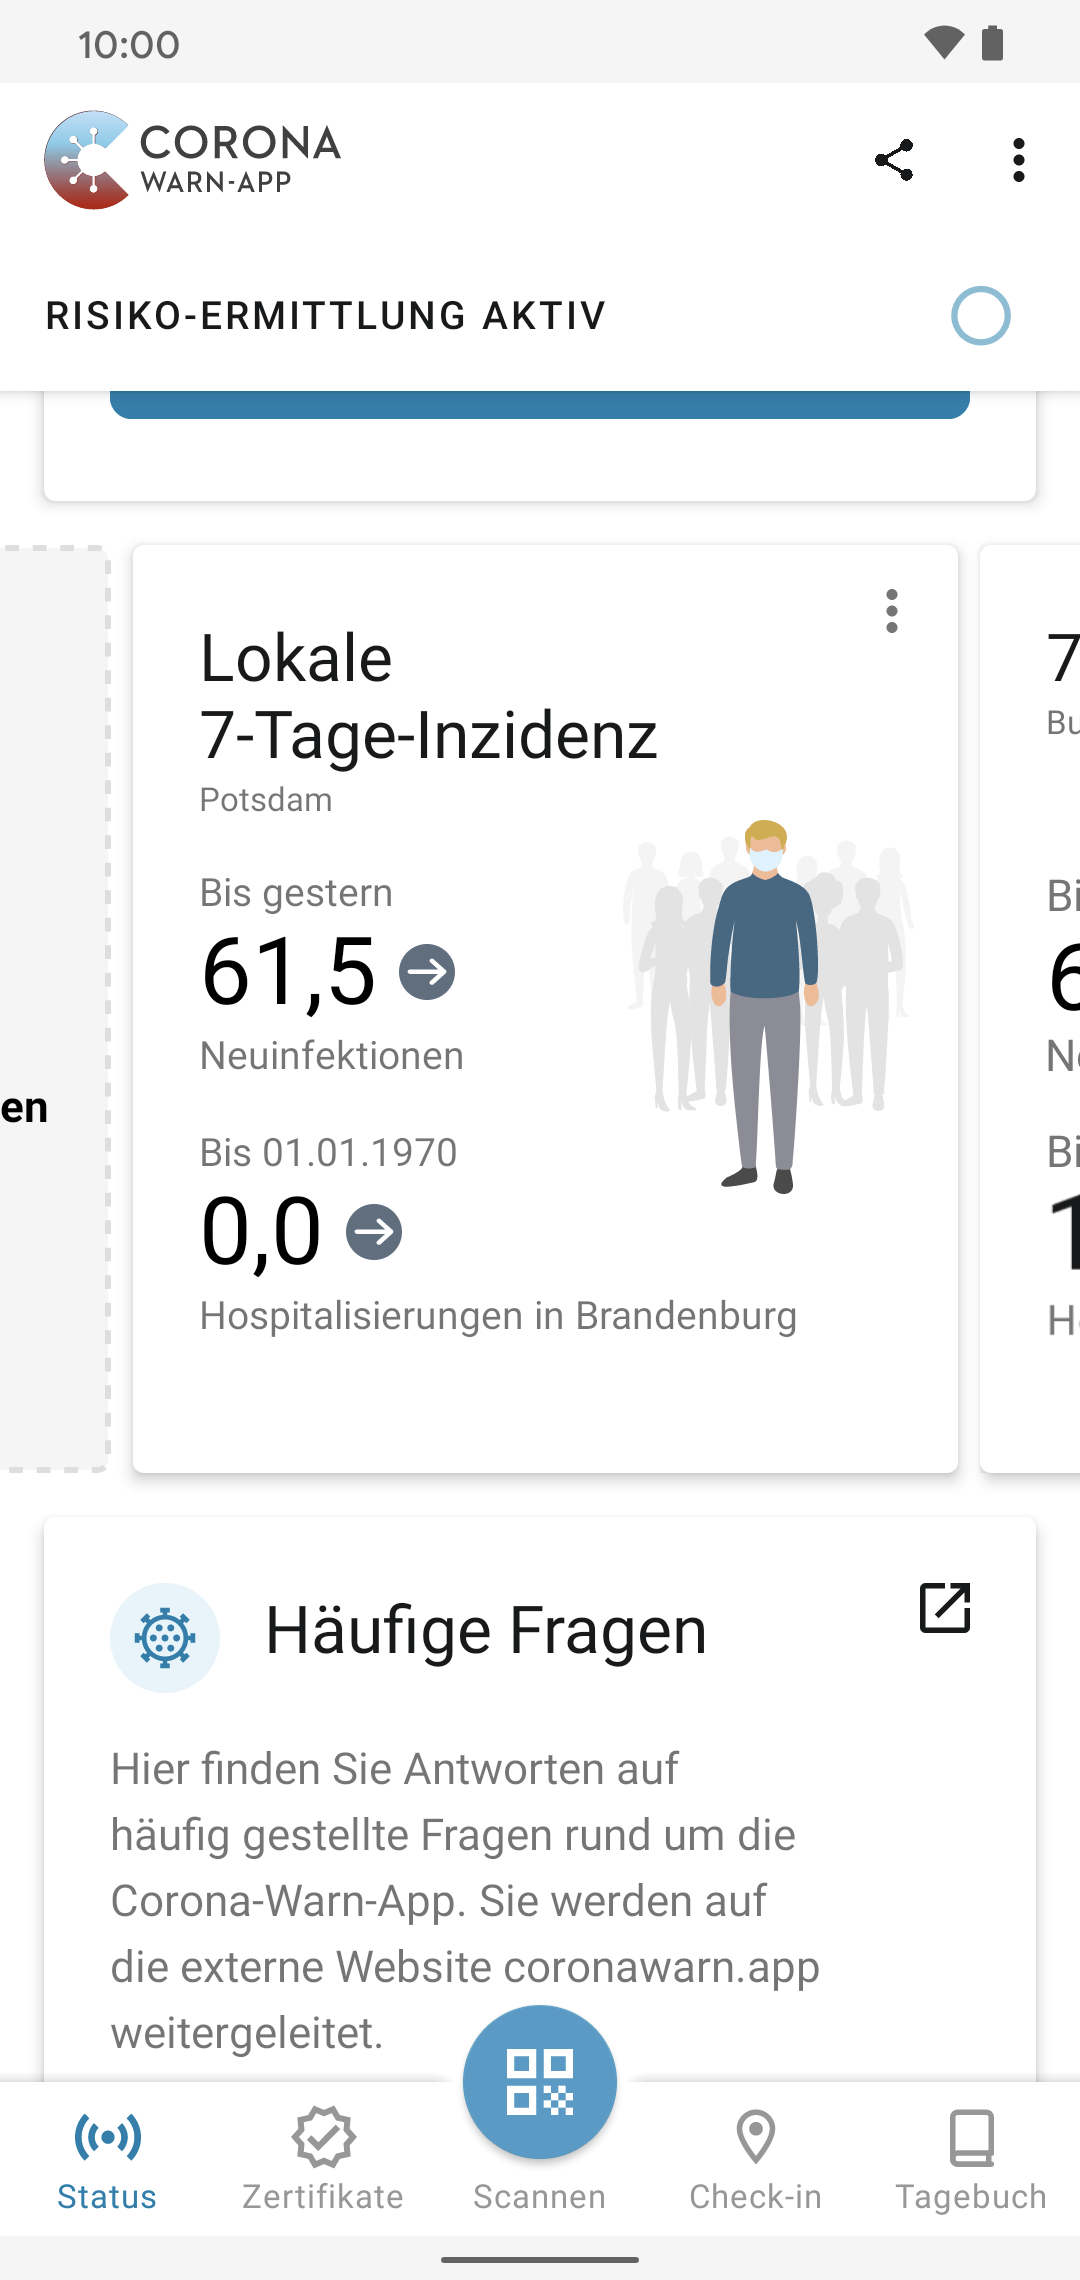 10:00
CORONA
WARN-APP
RISIKO-ERMITTLUNG AKTIV
en
Lokale
7-Tage-Inzidenz
Potsdam
Bis gestern
61,5
Neuinfektionen
Bis 01.01.1970
0,0
Hospitalisierungen in Brandenburg
7
Bu
Bi
6
Ne
Bi
1
Ho
Häufige Fragen
Hier finden Sie Antworten auf
häufig gestellte Fragen rund um die
Corona-Warn-App. Sie werden auf
die externe Website coronawarn.app
weitergeleitet.
Status
Zertifikate
Scannen
Check-in
Tagebuch